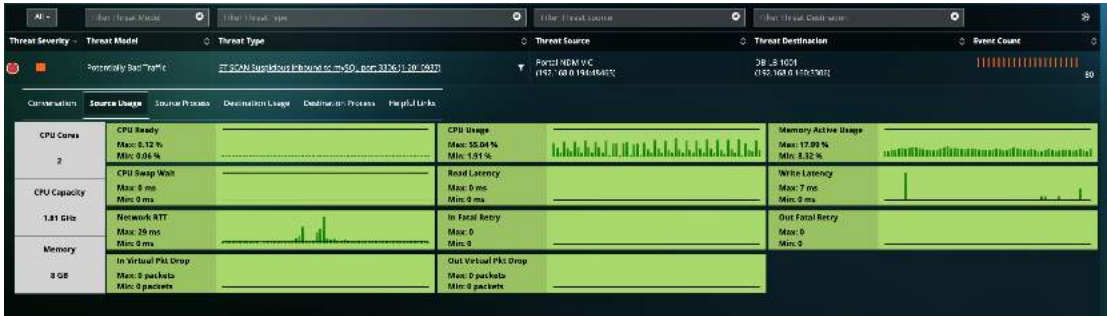 All
Filter Threat Model
Filter Threat Type
Filter Threat Source
Filter Threat Destination
Threat Severity Threat Model Threat Type Threat Source Threat Destination Event Count
Potentially Bad Traffic
ET SCAN Suspicious inbound to mySQL port 3306 (1-2010937)
Portal NDM VIC
(192.168.0.194:48463)
DB LB 1001
(192.168.0.160:3306)
80
Conversation Source Usage Source Process Destination Usage Destination Process Helpful Links
CPU Cores
2
CPU Capacity
1.81 GHz
Memory
8 GB
CPU Ready
Max: 0.12 %
Min: 0.06 %
CPU Usage
Max: 55.04 %
Min: 1.91 %
Memory Active Usage
Max: 17.99 %
Min: 8.32 %
CPU Swap Wait
Max: 0 ms
Min: 0 ms
Read Latency
Max: 0 ms
Min: 0 ms
Write Latency
Max: 7 ms
Min: 0 ms
Network RTT
Max: 29 ms
Min: 0 ms
In Fatal Retry
Max: 0
Min: 0
Out Fatal Retry
Max: 0
Min: 0
In Virtual Pkt Drop
Max: 0 packets
Min: 0 packets
Out Virtual Pkt Drop
Max: 0 packets
Min: 0 packets